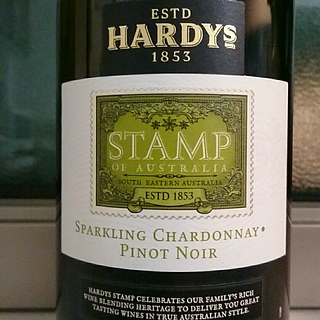 ESTD
HARDYS
1853
STAMP
OF AUSTRALIA
SOUTH EASTERN AUSTRALIA
ESTD 1853
SPARKLING CHARDONNAY •
PINOT NOIR
HARDYS STAMP CELEBRATES OUR FAMILY'S RICH
WINE BLENDING HERITAGE TO DELIVER YOU GREAT
TASTING WINES IN TRUE AUSTRALIAN STYLE.